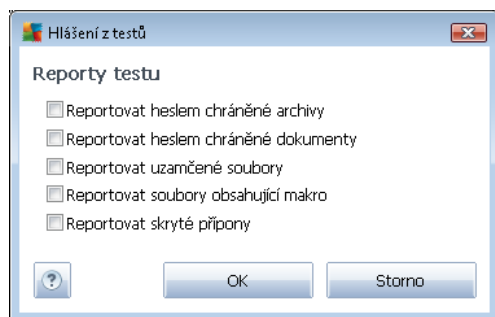 Hlášení z testů
Reporty testu
Reportovat heslem chráněné archivy
Reportovat heslem chráněné dokumenty
Reportovat uzamčené soubory
Reportovat soubory obsahující makro
Reportovat skryté přípony
? OK Storno